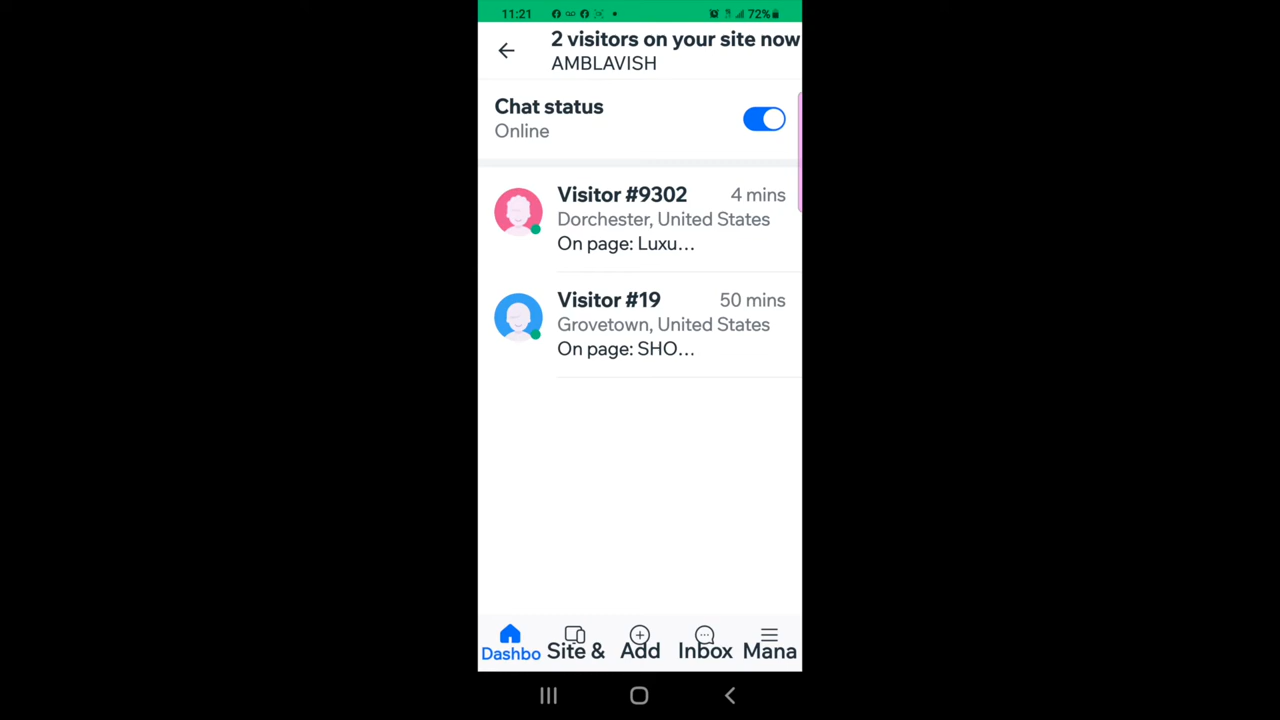 11:21
72%
2 visitors on your site now
AMBLAVISH
Chat status
Online
Visitor #9302
4 mins
Dorchester, United States
On page: Luxu...
Visitor #19
50 mins
Grovetown, United States
On page: SHO...
Dashbo
Site &
Add
Inbox
Mana